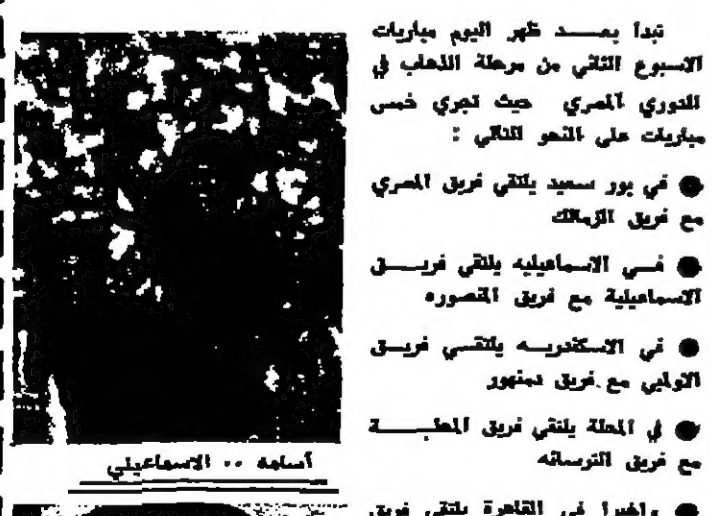 تبدأ بعد ظهر اليوم مباريات
الاسبوع الثاني من مرحلة الذهاب في
الدوري المصري حيث تجري خمس
مباريات على النحو التالي :
● في بور سعيد يلتقي فريق المصري
مع فريق الزمالك
● في الاسماعيليه يلتقي فريق
الاسماعيلية مع فريق المنصوره
● في الاسكندريه يلتقي فريق
الاولمبي مع فريق دمنهور
● في المحلة يلتقي فريق المحلة
مع فريق الترسانه
● واخيرا في القاهرة يلتقي فريق
أسامه ٠٠ الاسماعيلي